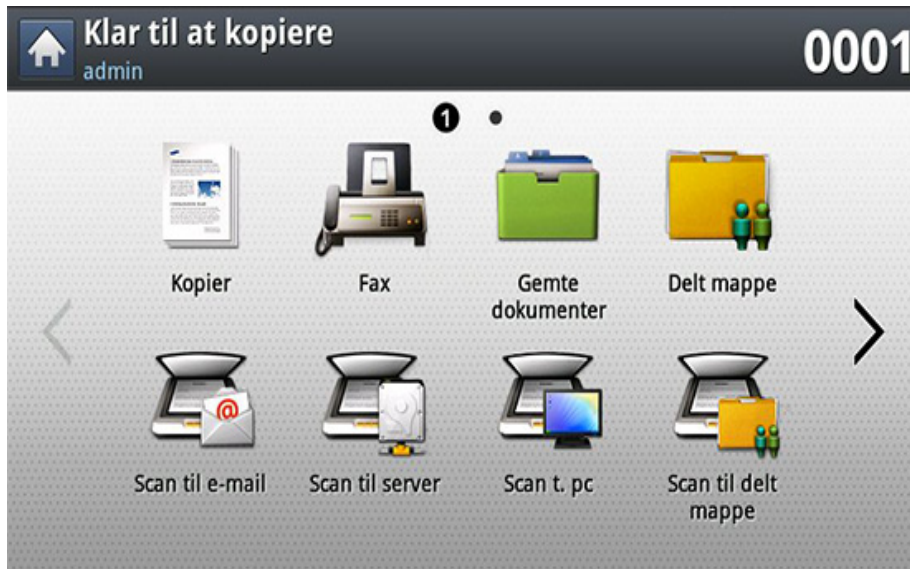 Klar til at kopiere
admin
0001
1
Kopier
Fax
Gemte
dokumenter
Delt mappe
@
Scan til e-mail
Scan til server
Scan t. pc
Scan til delt
mappe